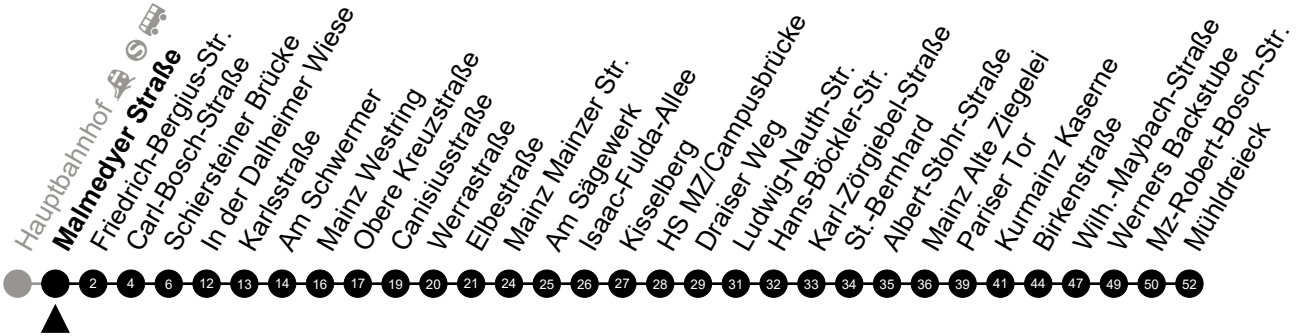 Hauptbahnhof S
Malmedyer Straße
Friedrich-Bergius-Str.
Carl-Bosch-Straße
Schiersteiner Brücke
In der Dalheimer Wiese
Karlsstraße
Am Schwermer
Mainz Westring
Obere Kreuzstraße
Canisiusstraße
Werrastraße
Elbestraße
Mainz Mainzer Str.
Am Sägewerk
Isaac-Fulda-Allee
Kisselberg
HS MZ/Campusbrücke
Draiser Weg
Ludwig-Nauth-Str.
Hans-Böckler-Str.
Karl-Zörgiebel-Straße
St.-Bernhard
Albert-Stohr-Straße
Mainz Alte Ziegelei
Pariser Tor
Kurmainz Kaserne
Birkenstraße
Wilh.-Maybach-Straße
Werners Backstube
Mz-Robert-Bosch-Str.
Mühldreieck
2 4 6 12 13 14 16 17 19 20 21 24 25 26 27 28 29 31 32 33 34 35 36 39 41 44 47 49 50 52